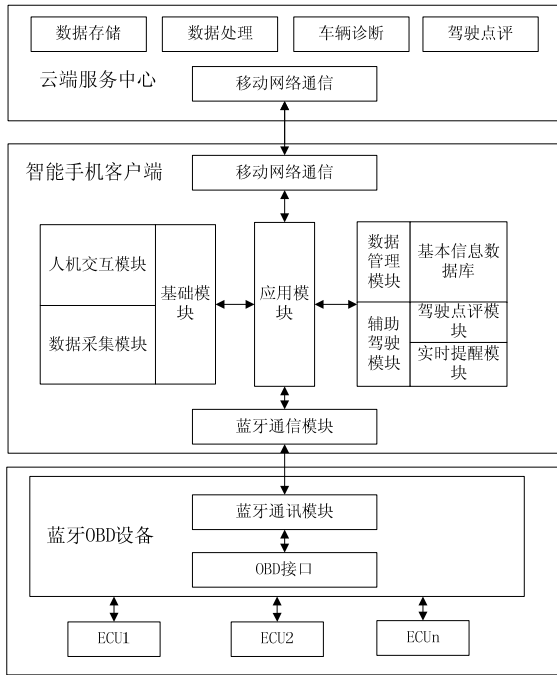 数据存储
数据处理
车辆诊断
驾驶点评
云端服务中心
移动网络通信
智能手机客户端
移动网络通信
人机交互模块
数据采集模块
基础模
块
应用模
块
数据
管理
模块
基本信息数
据库
辅助
驾驶
模块
驾驶点评模
块
实时提醒模
块
蓝牙通信模块
蓝牙OBD设备
蓝牙通讯模块
OBD接口
ECU1
ECU2
ECUn